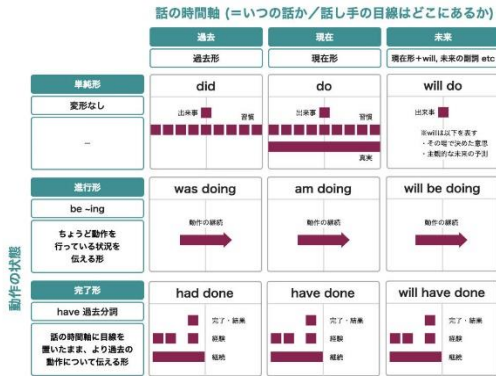 話の時間軸 (＝いつの話か／話し手の目線はどこにあるか)
過去
現在
未来
過去形
現在形
現在形＋will, 未来の副詞 etc
動作の状態
単純形
変形なし
–
did
出来事
習慣
do
出来事
習慣
真実
will do
出来事
※willは以下を表す
・その場で決めた意思
・主観的な未来の予測
進行形
be ~ing
ちょうど動作を
行っている状況を
伝える形
was doing
動作の継続
am doing
動作の継続
will be doing
動作の継続
完了形
have 過去分詞
話の時間軸に目線を
置いたまま、より過去の
動作について伝える形
had done
完了・結果
経験
継続
have done
完了・結果
経験
継続
will have done
完了・結果
経験
継続